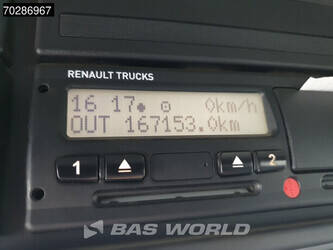 70286967
RENAULT TRUCKS
16 17 0km/h
OUT 167153.0km
1 2
BAS WORLD